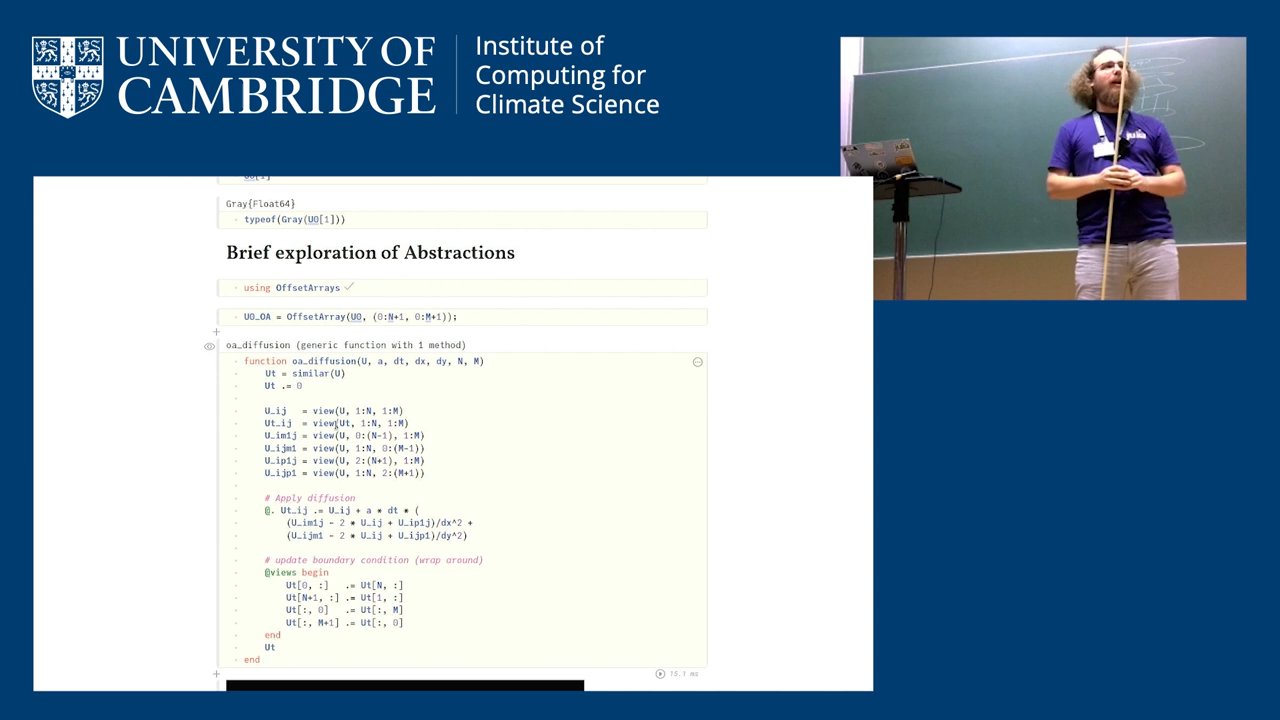 UNIVERSITY OF
CAMBRIDGE
Institute of
Computing for
Climate Science
U0[1]
Gray{Float64}
typeof(Gray(U0[1]))
Brief exploration of Abstractions
using OffsetArrays ✓
U0_OA = OffsetArray(U0, (0:N+1, 0:M+1));
oa_diffusion (generic function with 1 method)
function oa_diffusion(U, a, dt, dx, dy, N, M)
Ut = similar(U)
Ut .= 0
U_ij = view(U, 1:N, 1:M)
Ut_ij = view(Ut, 1:N, 1:M)
U_im1j = view(U, 0:(N-1), 1:M)
U_ijm1 = view(U, 1:N, 0:(M-1))
U_ip1j = view(U, 2:(N+1), 1:M)
U_ijp1 = view(U, 1:N, 2:(M+1))
# Apply diffusion
@. Ut_ij .= U_ij + a * dt * (
(U_im1j - 2 * U_ij + U_ip1j)/dx^2 +
(U_ijm1 - 2 * U_ij + U_ijp1)/dy^2)
# update boundary condition (wrap around)
@views begin
Ut[0, :] .= Ut[N, :]
Ut[N+1, :] .= Ut[1, :]
Ut[:, 0] .= Ut[:, M]
Ut[:, M+1] .= Ut[:, 0]
end
Ut
end
15.1 ms